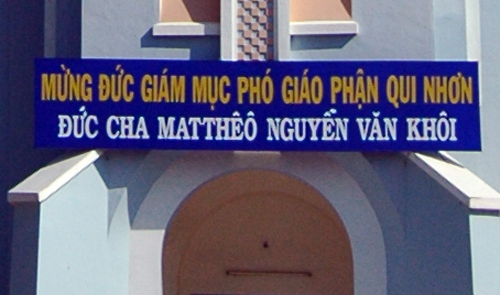 MỪNG ĐỨC GIÁM MỤC PHÓ GIÁO PHẬN QUI NHƠN
ĐỨC CHA MATTHÊÔ NGUYỄN VĂN KHÔI